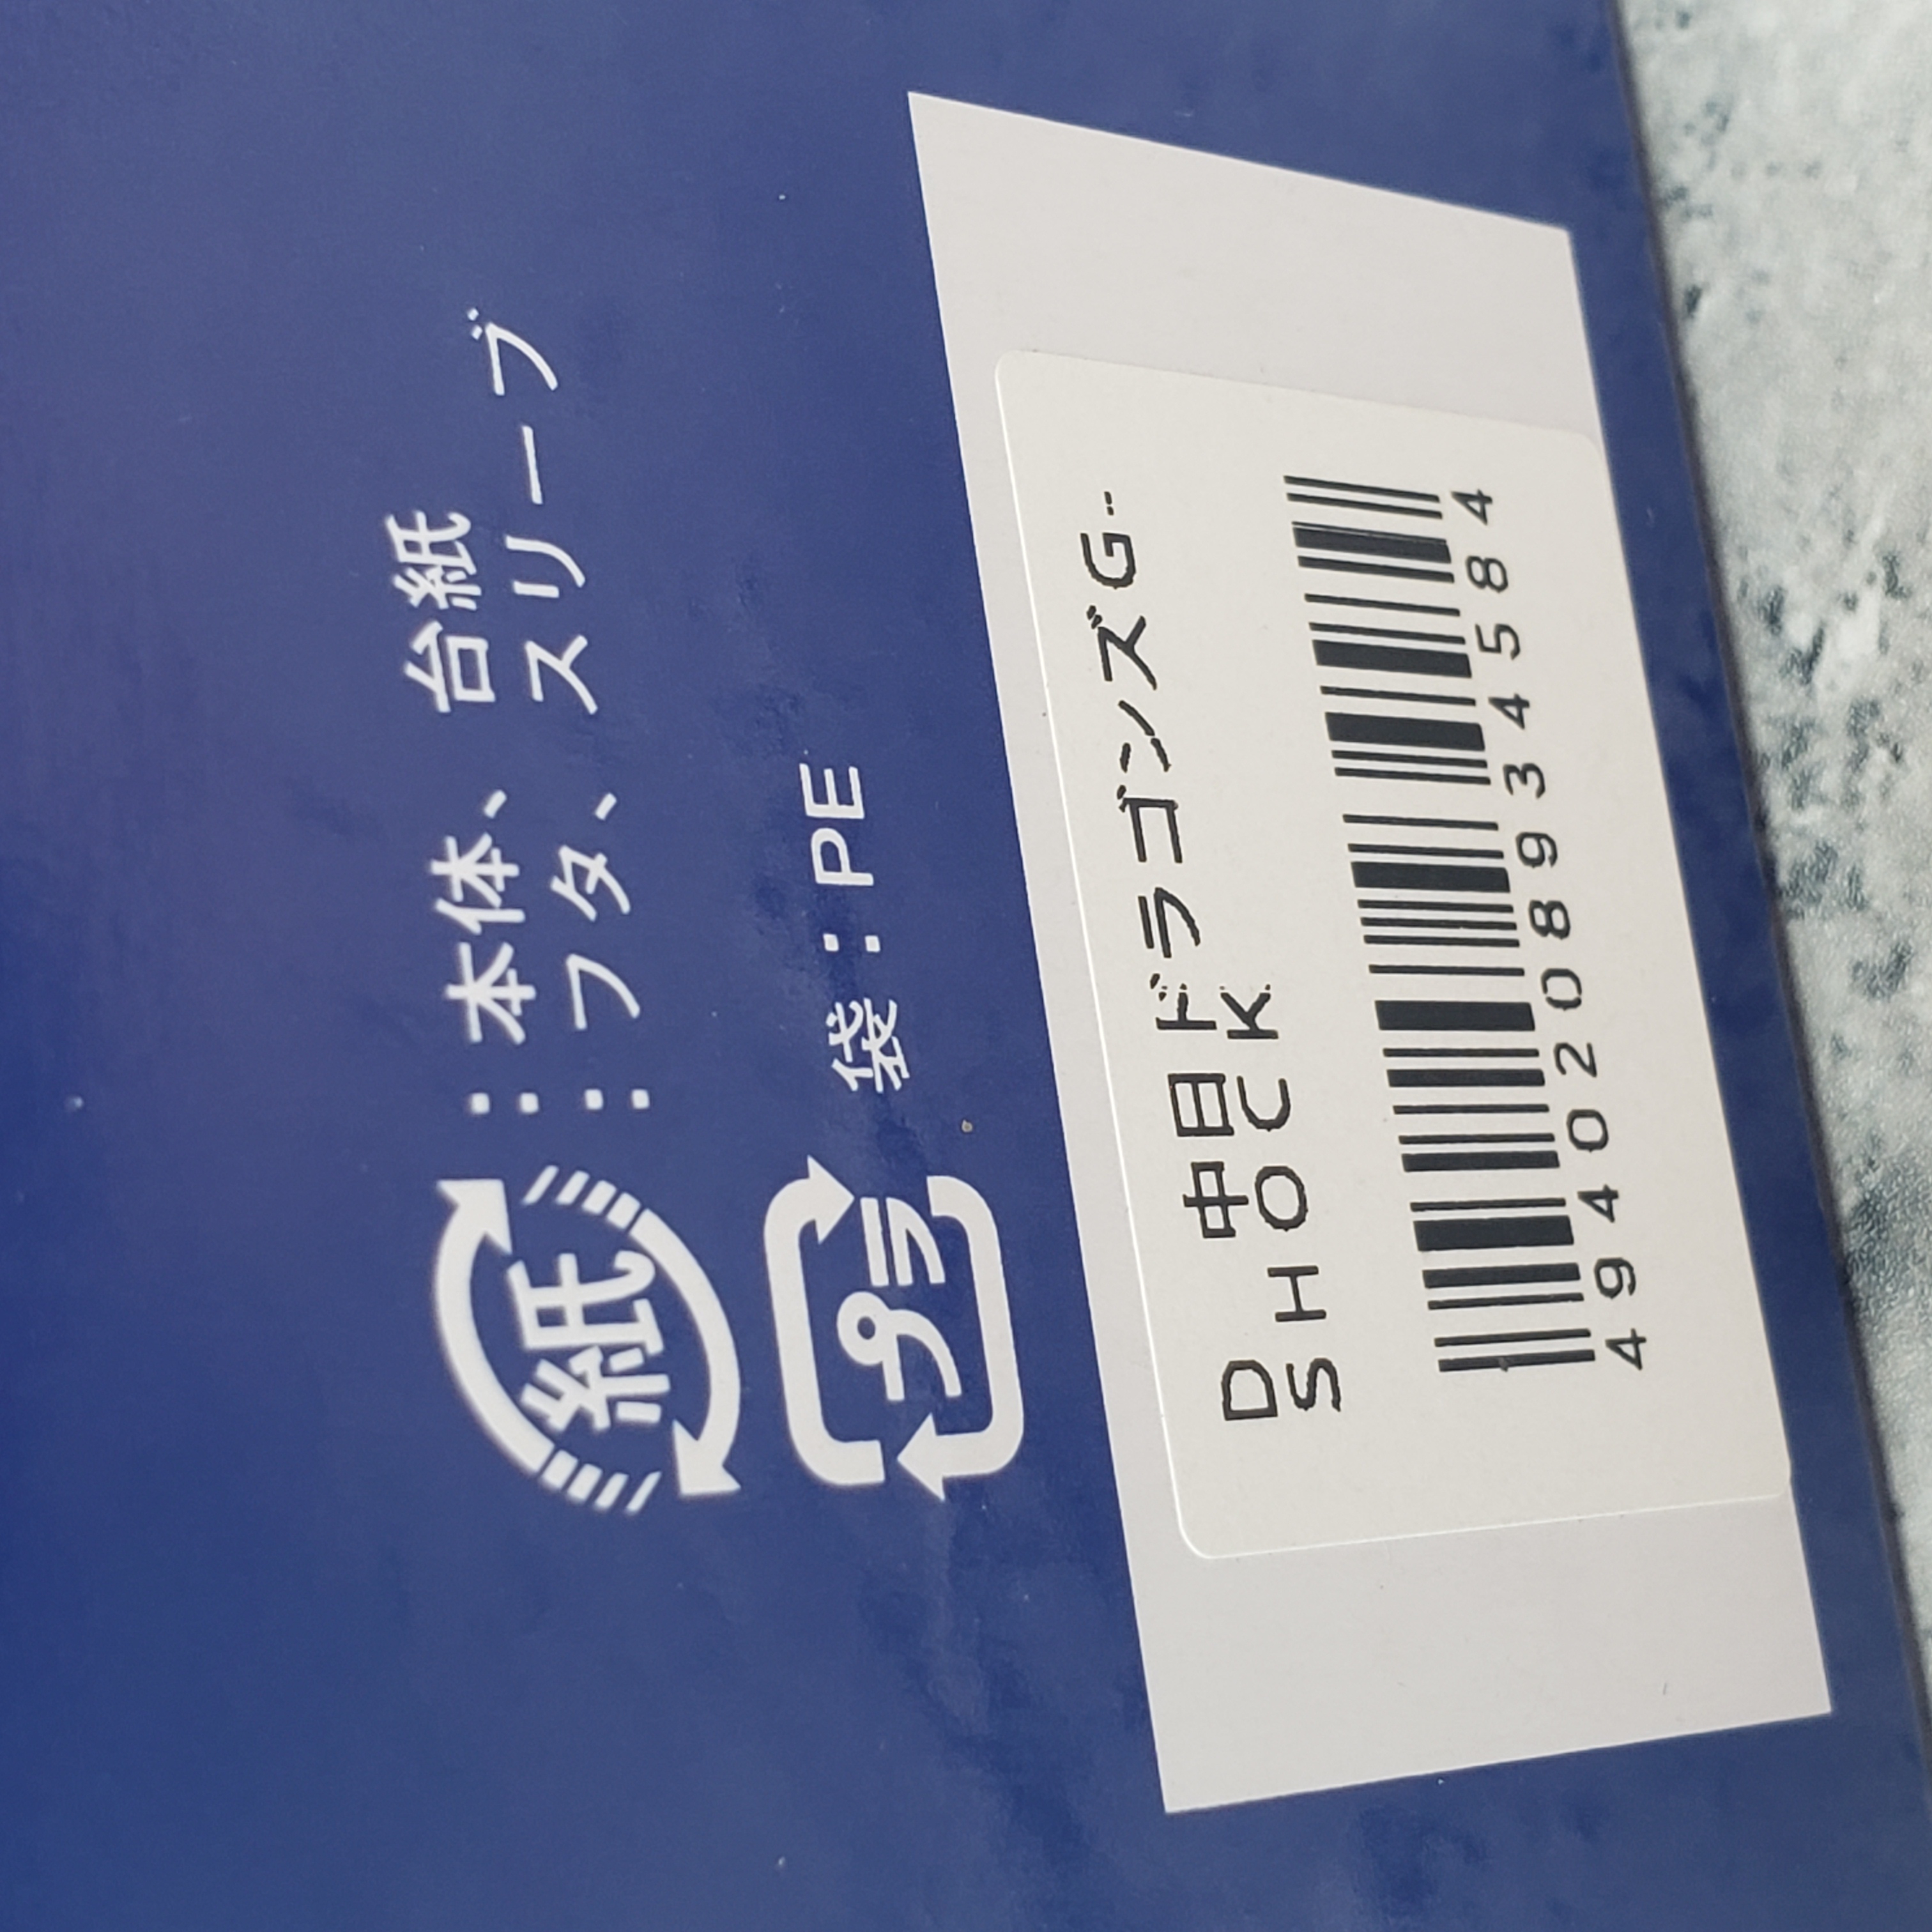 紙：本体、台紙
：フタ、スリーブ
プラ 袋：PE
D 中日ドラゴンズG-
SHOCK
4940208934584